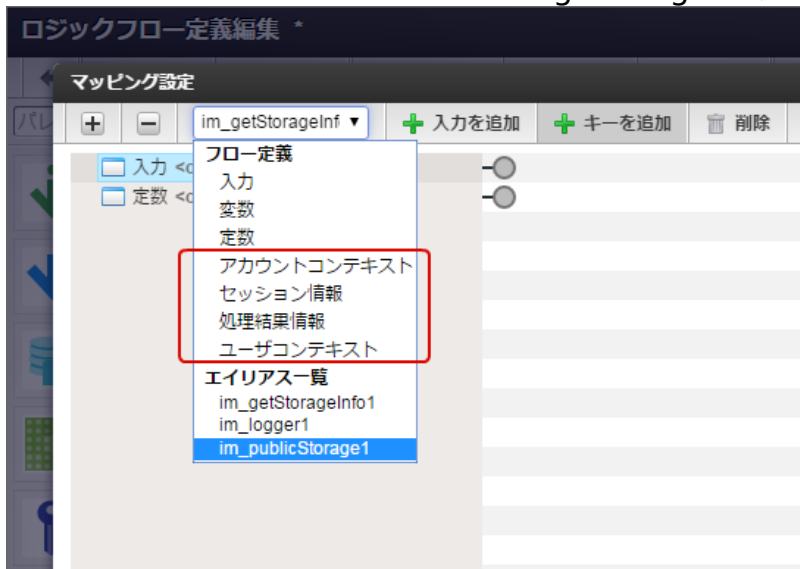 ロジックフロー定義編集 *
マッピング設定
パレ
im_getStorageInf
入力を追加
キーを追加
削除
入力 <o
定数 <o
フロー定義
入力
変数
定数
アカウントコンテキスト
セッション情報
処理結果情報
ユーザコンテキスト
エイリアス一覧
im_getStorageInfo1
im_logger1
im_publicStorage1